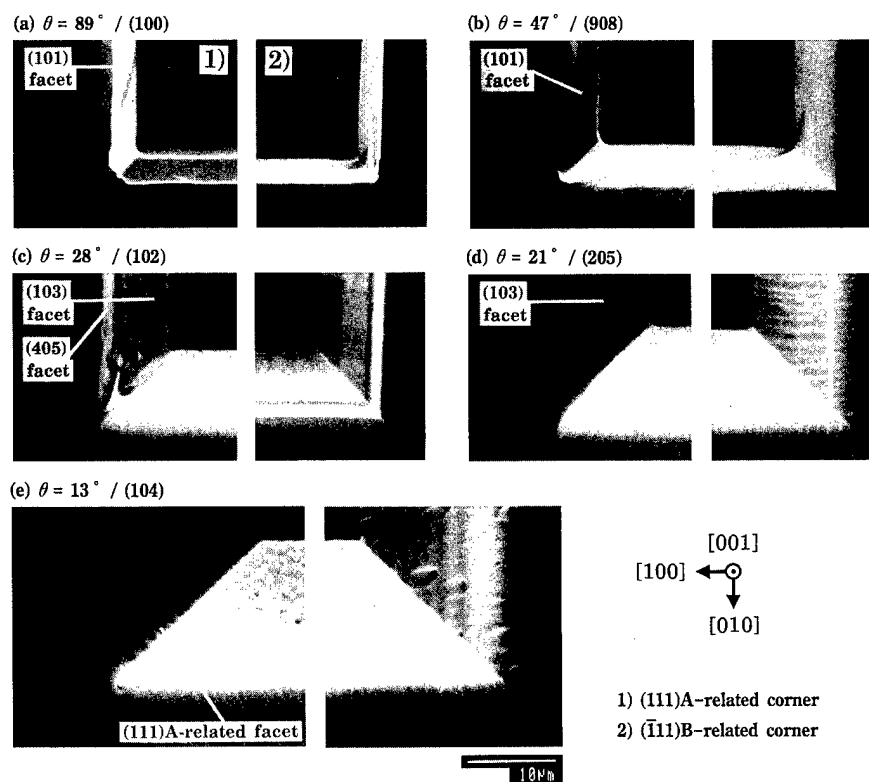 (a) θ = 89° / (100)
(101)
facet
1)
2)
(b) θ = 47° / (908)
(101)
facet
(c) θ = 28° / (102)
(103)
facet
(405)
facet
(d) θ = 21° / (205)
(103)
facet
(e) θ = 13° / (104)
(111)A-related facet
10μm
[001]
[100]
[010]
1) (111)A-related corner
2) (1̅11)B-related corner